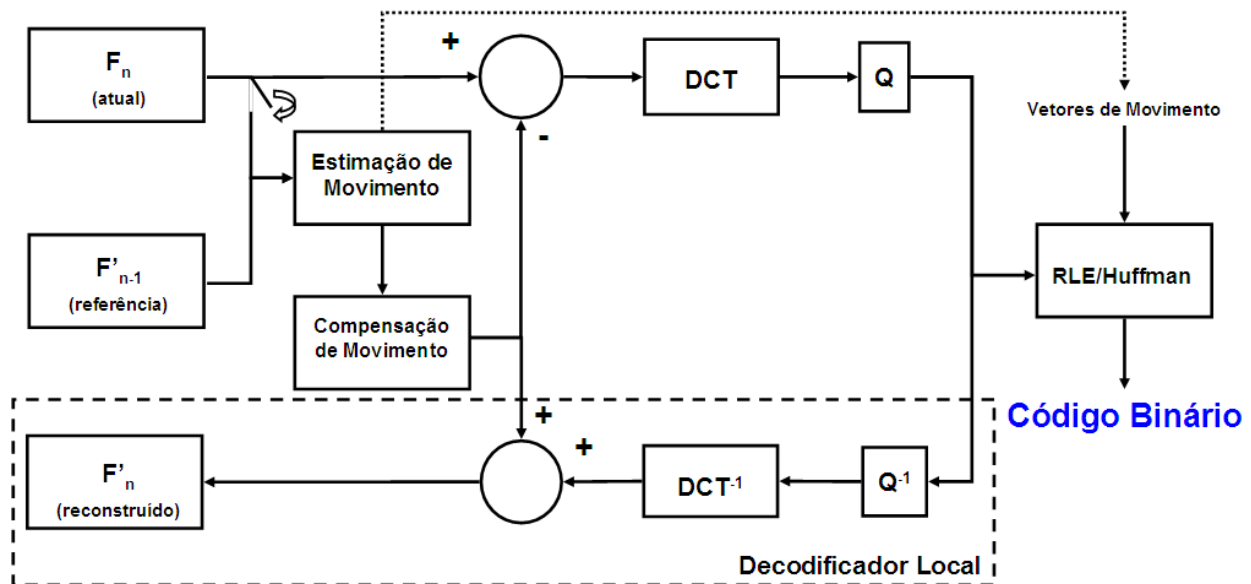 Fn
(atual)
+
DCT
Q
-
Vetores de Movimento
Estimação de
Movimento
F'n-1
(referência)
RLE/Huffman
Compensação
de Movimento
Código Binário
+
+
F'n
(reconstruído)
DCT-1
Q-1
Decodificador Local